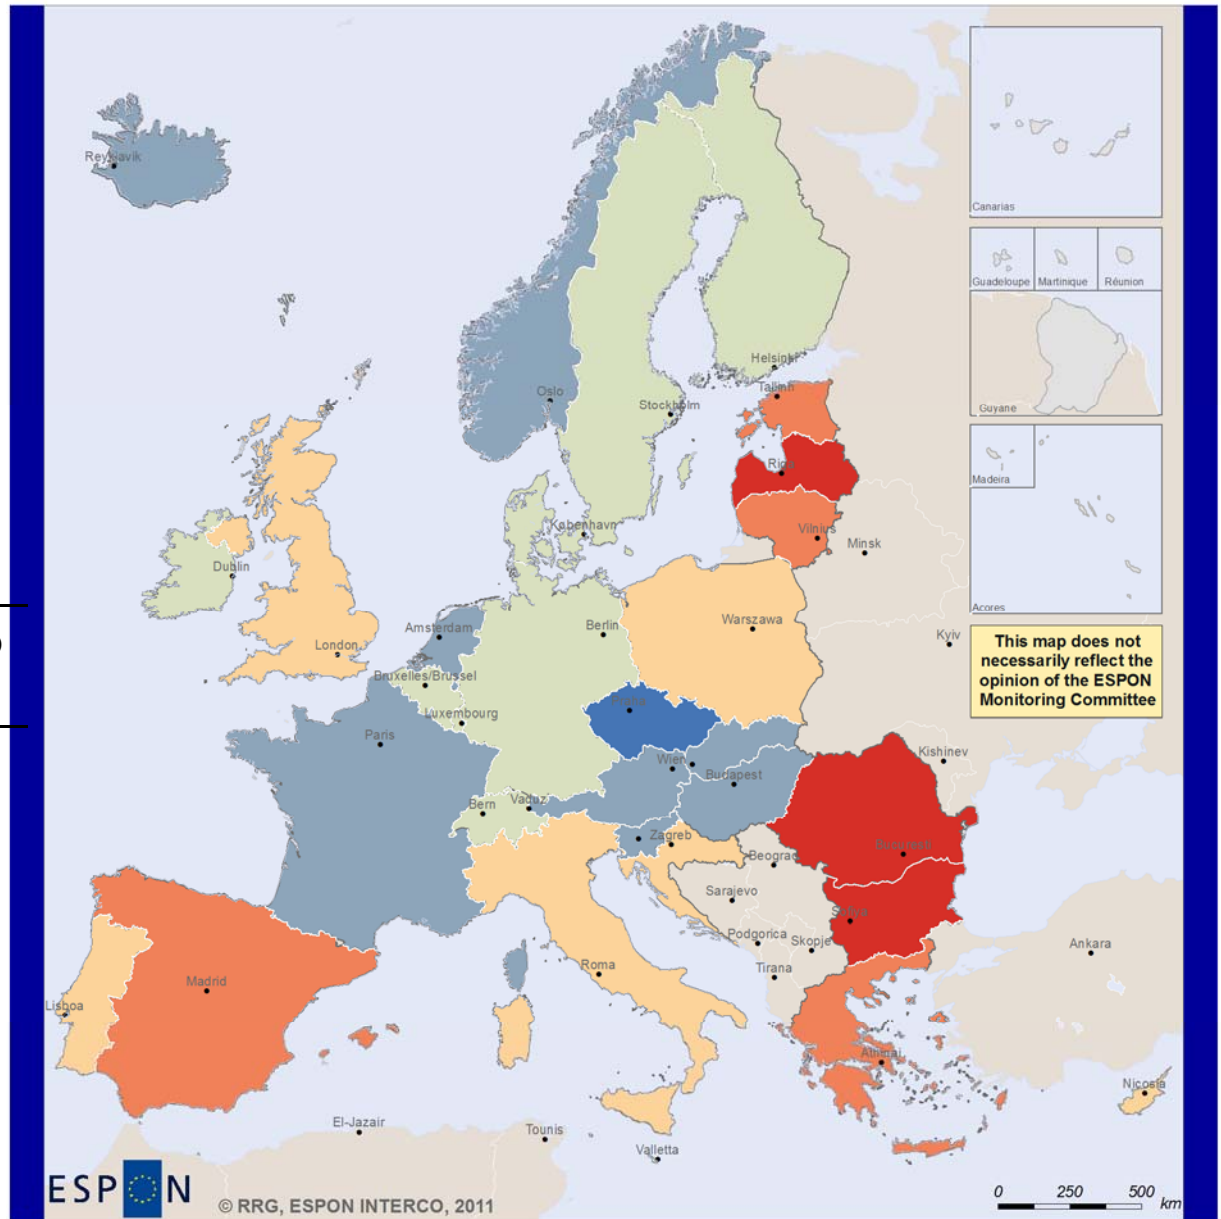 Reykjavik
Canarias
Guadeloupe
Martinique
Réunion
Guyane
Madeira
Acores
Oslo
Stockholm
Helsinki
Tallinn
Riga
Vilnius
Minsk
København
Dublin
London
Amsterdam
Berlin
Warszawa
Kyiv
Bruxelles/Brussel
Luxembourg
Praha
Paris
Wien
Budapest
Kishinev
Bern
Vaduz
Zagreb
Beograd
Bucuresti
Sarajevo
Sofiya
Podgorica
Skopje
Tirana
Ankara
Roma
Madrid
Lisboa
Athinai
Nicosia
El-Jazair
Tounis
Valletta
This map does not
necessarily reflect the
opinion of the ESPON
Monitoring Committee
ESPON
© RRG, ESPON INTERCO, 2011
0 250 500
km